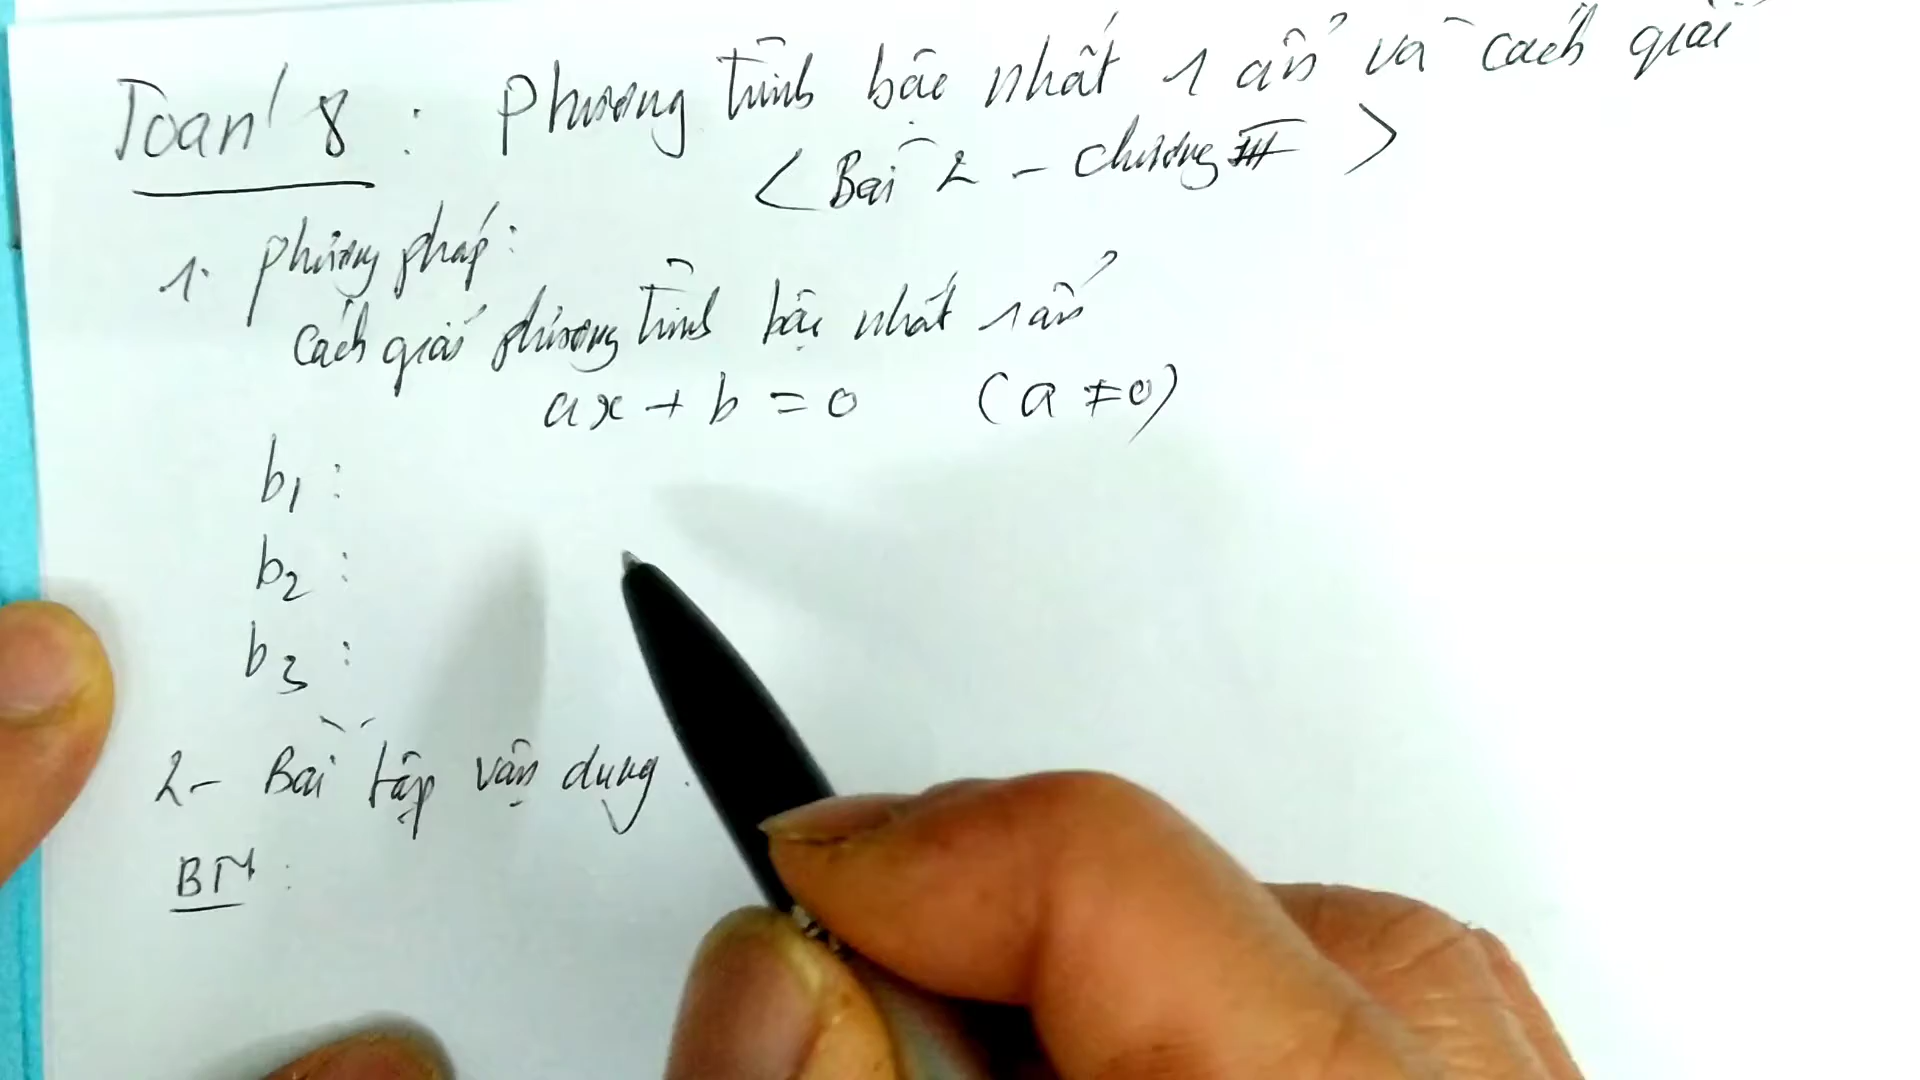 Toán 8 : Phương trình bậc nhất 1 ẩn và cách giải
< Bài 2 - Chương III >
1. Phương pháp:
Cách giải phương trình bậc nhất 1 ẩn
ax + b = 0 (a ≠ 0)
b1 :
b2 :
b3 :
2- Bài tập vận dụng.